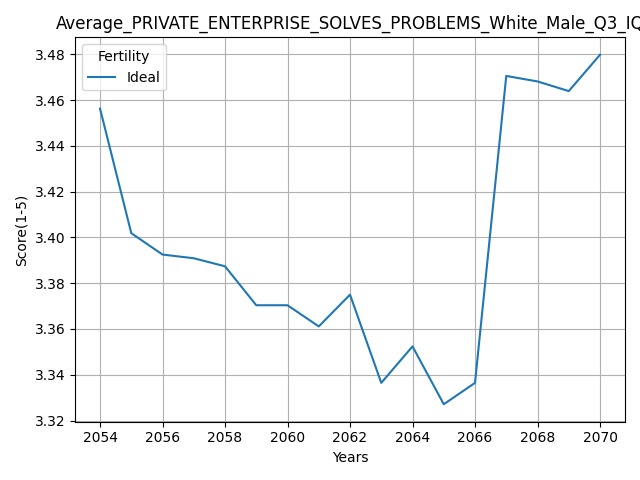 Average_PRIVATE_ENTERPRISE_SOLVES_PROBLEMS_White_Male_Q3_IQ
Fertility
Ideal
Score(1-5)
3.48
3.46
3.44
3.42
3.40
3.38
3.36
3.34
3.32
2054 2056 2058 2060 2062 2064 2066 2068 2070
Years